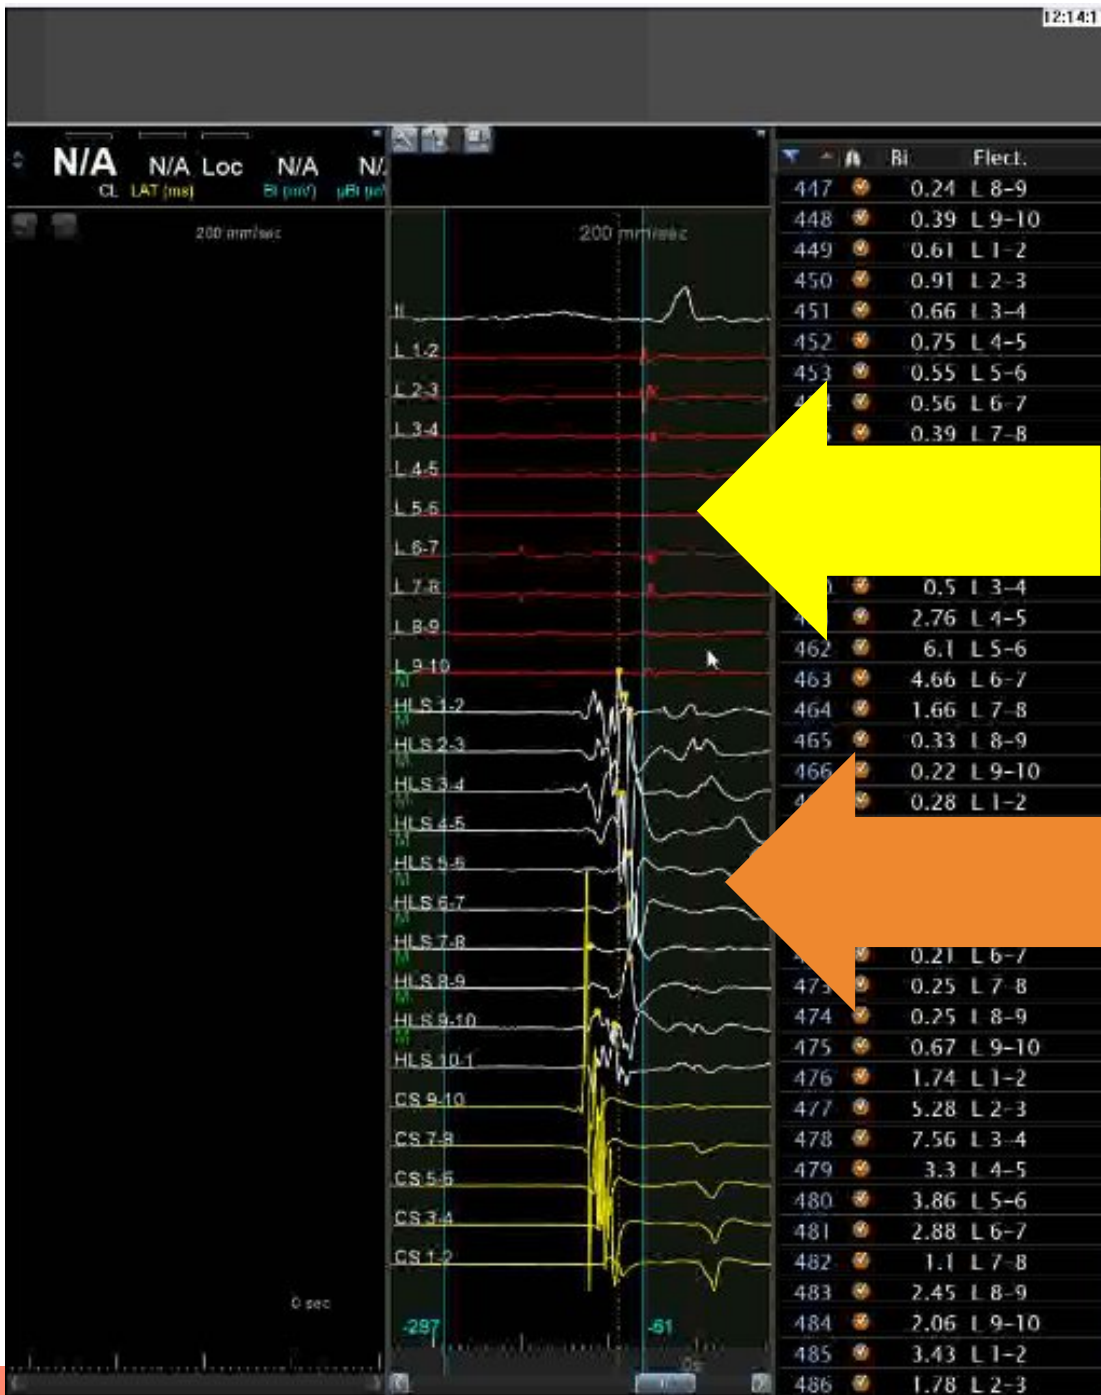 12:14:1
N/A N/A Loc N/A N/
CL LAT (ms) Bi (mV) µBi
200 mm/sec
200 mm/sec
II
L 1-2
L 2-3
L 3-4
L 4-5
L 5-6
L 6-7
L 7-8
L 8-9
L 9-10
M
HLS 1-2
M
HLS 2-3
M
HLS 3-4
M
HLS 4-5
M
HLS 5-6
M
HLS 6-7
M
HLS 7-8
M
HLS 8-9
M
HLS 9-10
M
HLS 10-1
CS 9-10
CS 7-8
CS 5-6
CS 3-4
CS 1-2
0 sec
-297 -61
0s
Bi Elect.
447 0.24 L 8-9
448 0.39 L 9-10
449 0.61 L 1-2
450 0.91 L 2-3
451 0.66 L 3-4
452 0.75 L 4-5
453 0.55 L 5-6
0.56 L 6-7
0.39 L 7-8
0.5 L 3-4
2.76 L 4-5
462 6.1 L 5-6
463 4.66 L 6-7
464 1.66 L 7-8
465 0.33 L 8-9
466 0.22 L 9-10
0.28 L 1-2
0.21 L 6-7
473 0.25 L 7-8
474 0.25 L 8-9
475 0.67 L 9-10
476 1.74 L 1-2
477 5.28 L 2-3
478 7.56 L 3-4
479 3.3 L 4-5
480 3.86 L 5-6
481 2.88 L 6-7
482 1.1 L 7-8
483 2.45 L 8-9
484 2.06 L 9-10
485 3.43 L 1-2
486 1.78 L 2-3